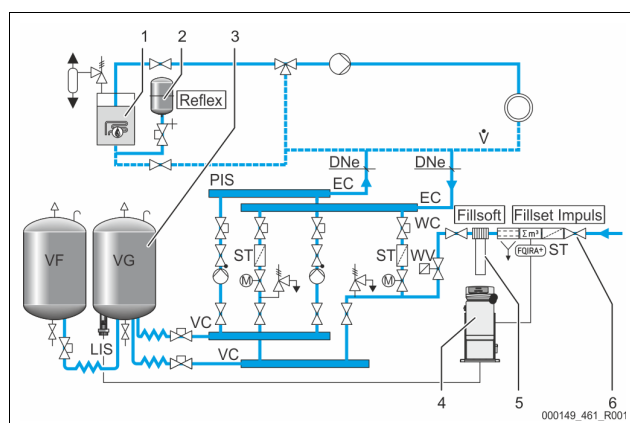 1 2 3
Reflex
V̇
DNe DNe
PIS EC
EC
WC Fillsoft Fillset Impuls
Σm³
FQIRA+ ST
VF VG ST ST WV
M M
VC
LIS VC
4 5 6
000149_461_R001